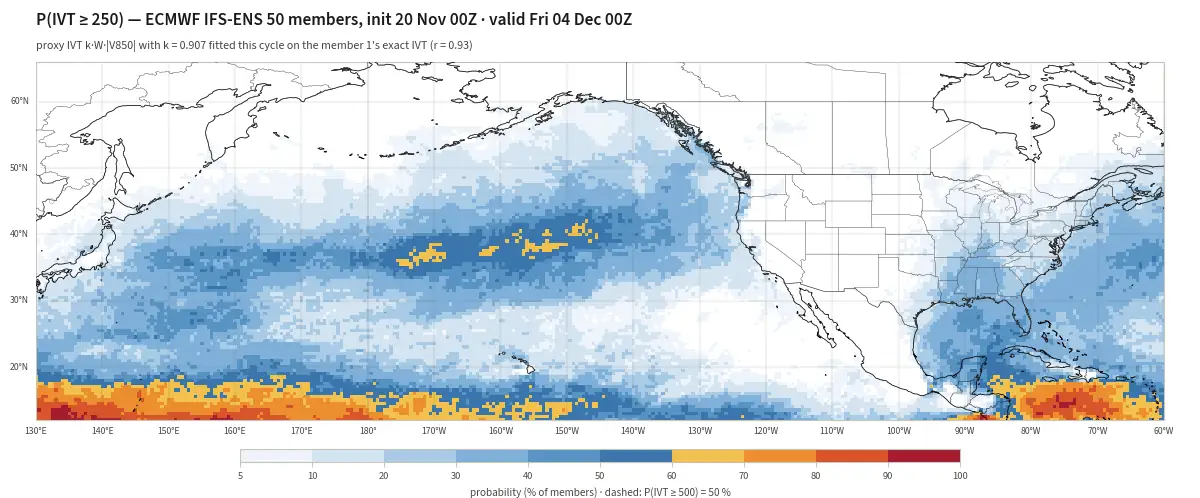 P(IVT ≥ 250) — ECMWF IFS-ENS 50 members, init 20 Nov 00Z · valid Fri 04 Dec 00Z
proxy IVT k·W·|V850| with k = 0.907 fitted this cycle on the member 1's exact IVT (r = 0.93)
60°N
50°N
40°N
30°N
20°N
130°E 140°E 150°E 160°E 170°E 180° 170°W 160°W 150°W 140°W 130°W 120°W 110°W 100°W 90°W 80°W 70°W 60°W
5 10 20 30 40 50 60 70 80 90 100
probability (% of members) · dashed: P(IVT ≥ 500) = 50 %